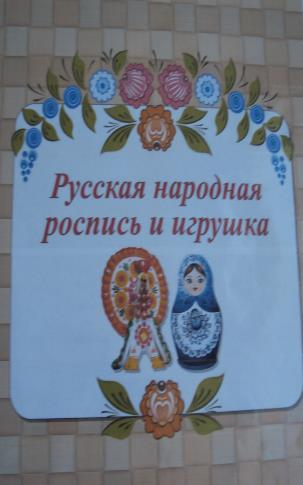 Русская народная
роспись и игрушка